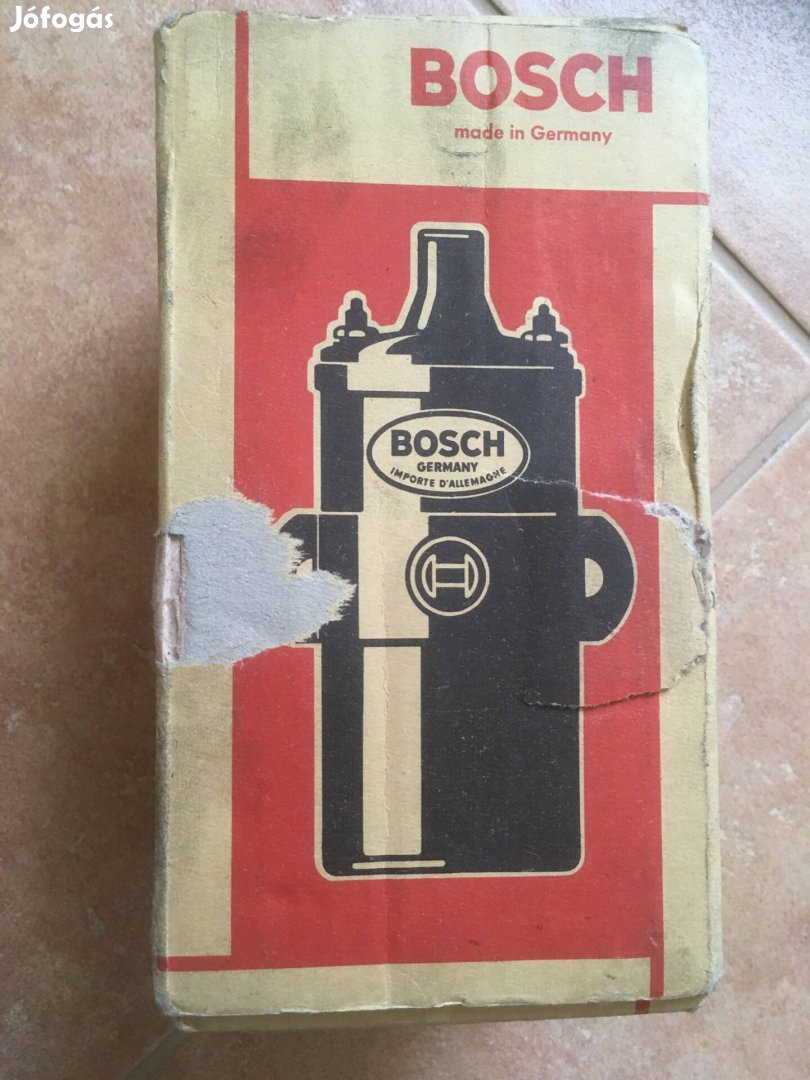 Jófogás
BOSCH
made in Germany
BOSCH
GERMANY
IMPORTE D'ALLEMAGNE